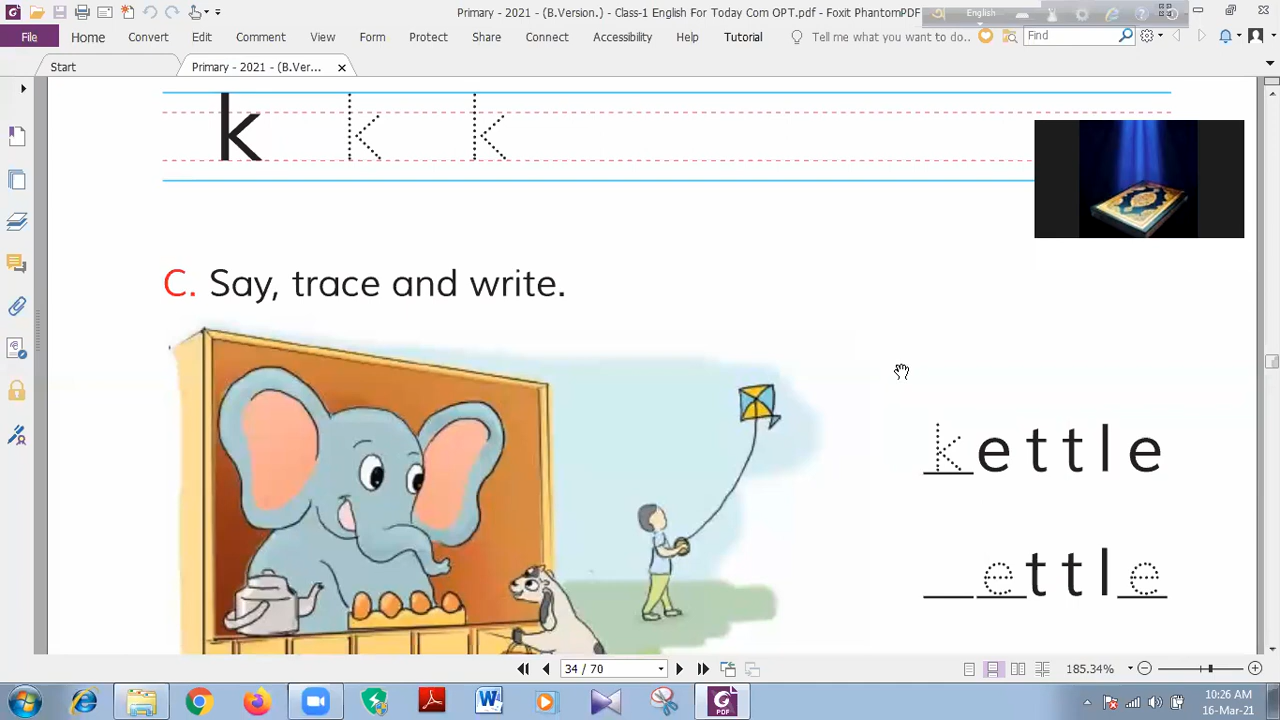 Primary - 2021 - (B.Version.) - Class-1 English For Today Com OPT.pdf - Foxit PhantomPDF
English
File Home Convert Edit Comment View Form Protect Share Connect Accessibility Help Tutorial Tell me what you want to do.. Find
Start Primary - 2021 - (B.Ver...
k k k
C. Say, trace and write.
kettle
__ettle
34 / 70
185.34%
10:26 AM
16-Mar-21